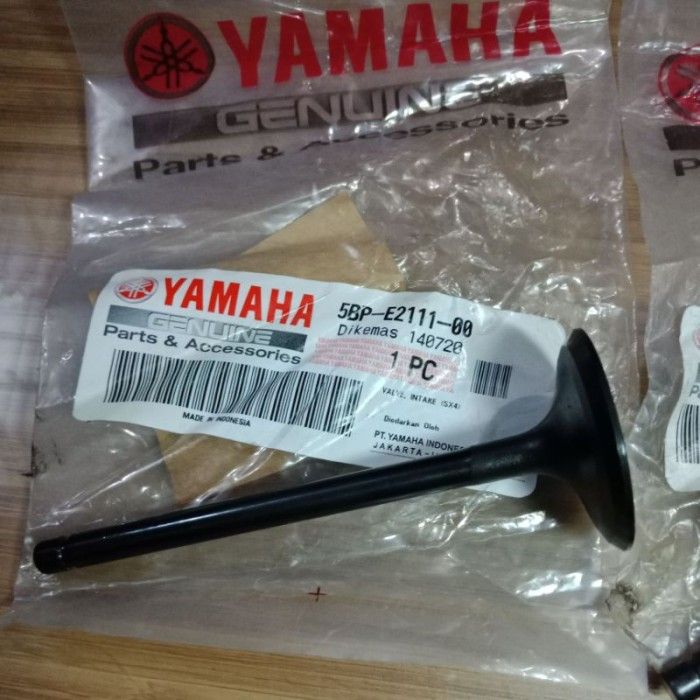 YAMAHA
GENUINE
Parts & Accessories
YAMAHA
GENUINE
Parts & Accessories
MADE IN INDONESIA
5BP-E2111-00
Dikemas 140720
1 PC
VALVE, INTAKE (5X4)
Diedarkan Oleh
PT. YAMAHA
JAKARTA